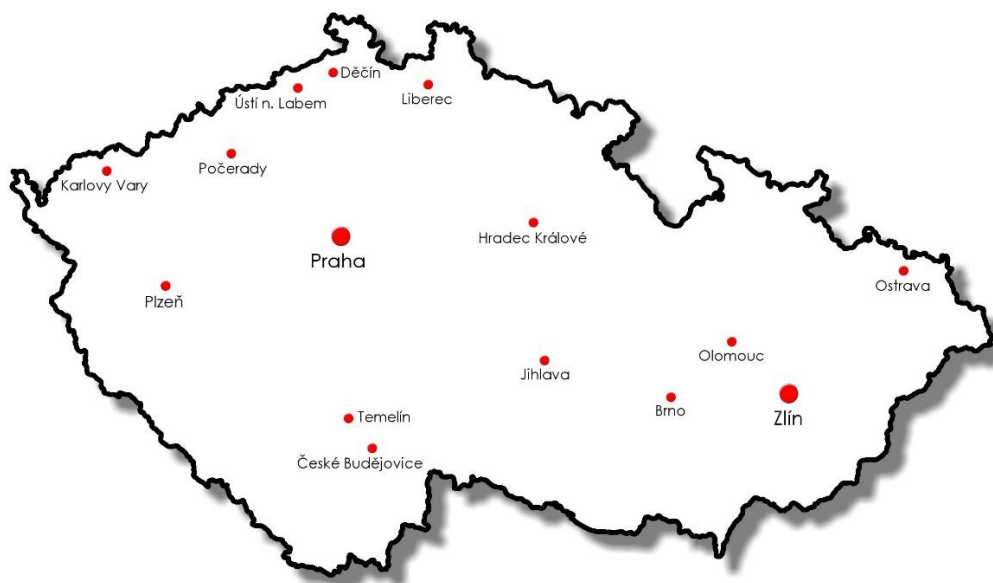 Děčín
Ústí n. Labem
Liberec
Počerady
Karlovy Vary
Hradec Králové
Praha
Ostrava
Plzeň
Olomouc
Jihlava
Brno
Zlín
Temelín
České Budějovice